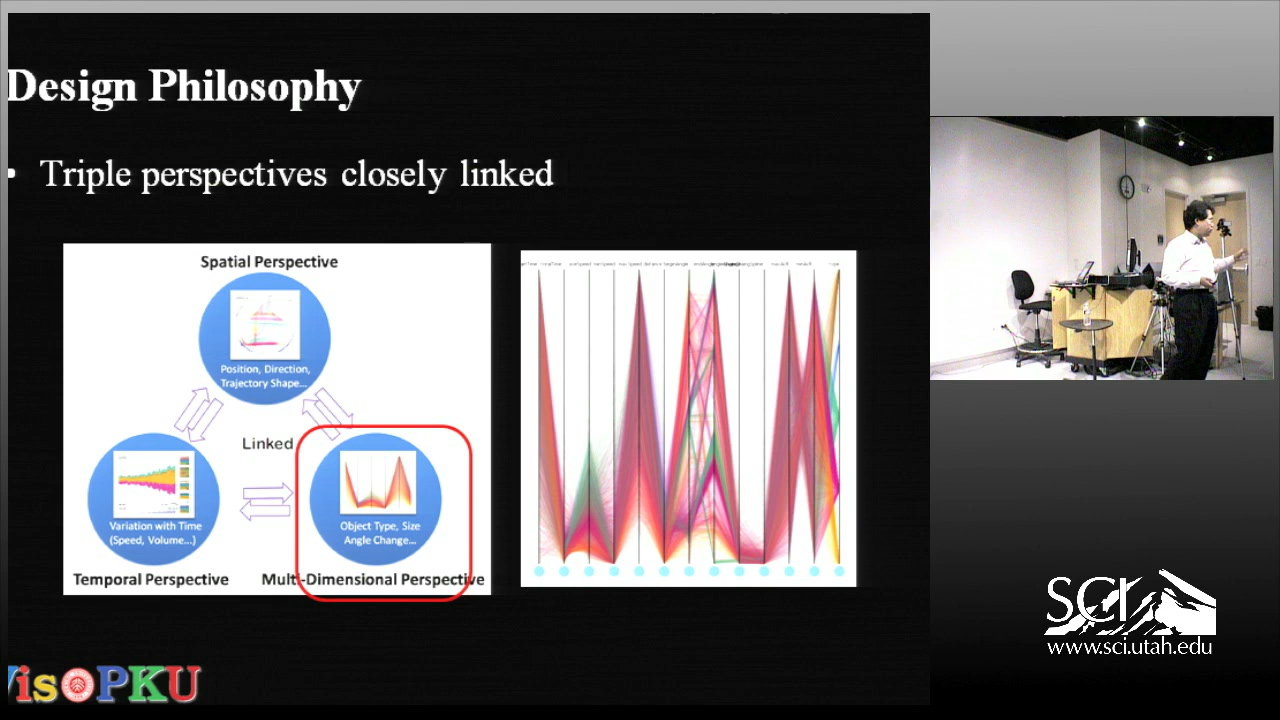 Design Philosophy
• Triple perspectives closely linked
Spatial Perspective
Position, Direction,
Trajectory Shape...
Linked
Variation with Time
(Speed, Volume...)
Object Type, Size
Angle Change...
Temporal Perspective
Multi-Dimensional Perspective
VisPKU
SCI
www.sci.utah.edu